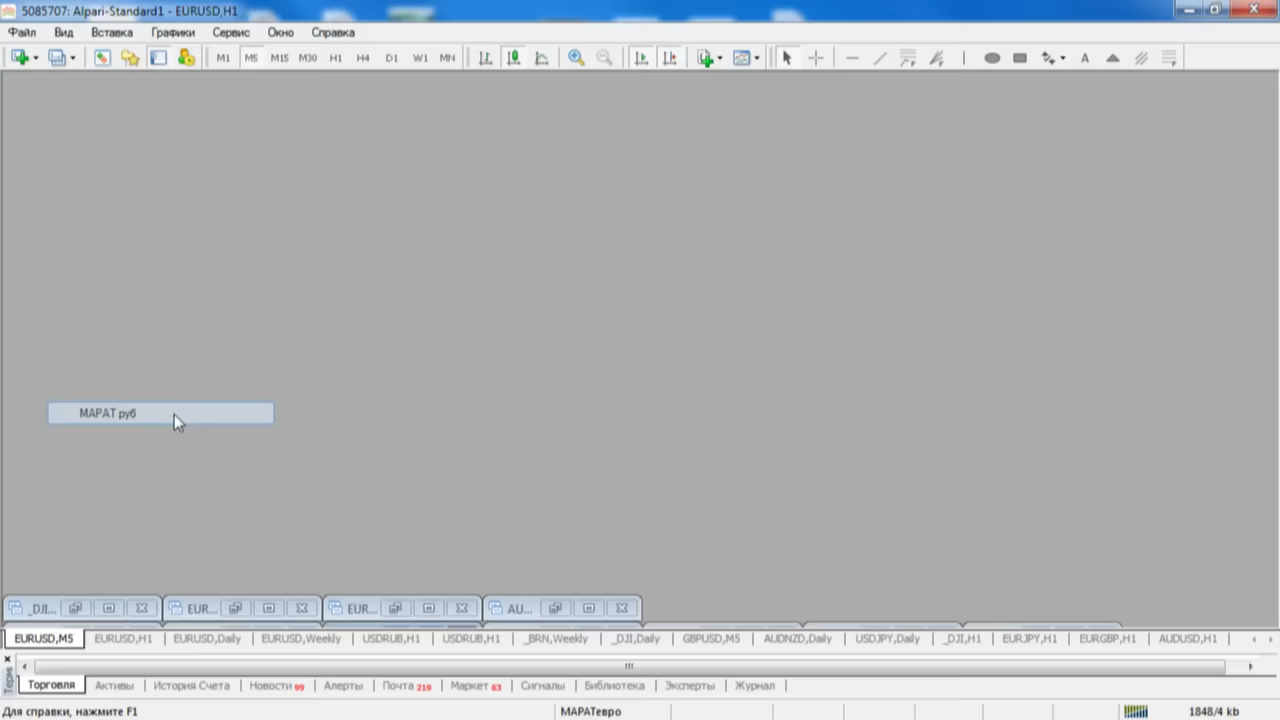 5085707: Alpari-Standard1 - EURUSD,H1
Файл Вид Вставка Графики Сервис Окно Справка
M1 M5 M15 M30 H1 H4 D1 W1 MN A
МАРАТ руб
_DJI... EUR... EUR... AU...
EURUSD,M5 EURUSD,H1 EURUSD,Daily EURUSD,Weekly USDRUB,H1 USDRUB,H1 _BRN,Weekly _DJI,Daily GBPUSD,M5 AUDNZD,Daily USDJPY,Daily _DJI,H1 EURJPY,H1 EURGBP,H1 AUDUSD,H1
Торговля Активы История Счета Новости 99 Алерты Почта 219 Маркет 63 Сигналы Библиотека Эксперты Журнал
Для справки, нажмите F1 МАРАТевро 1848/4 kb